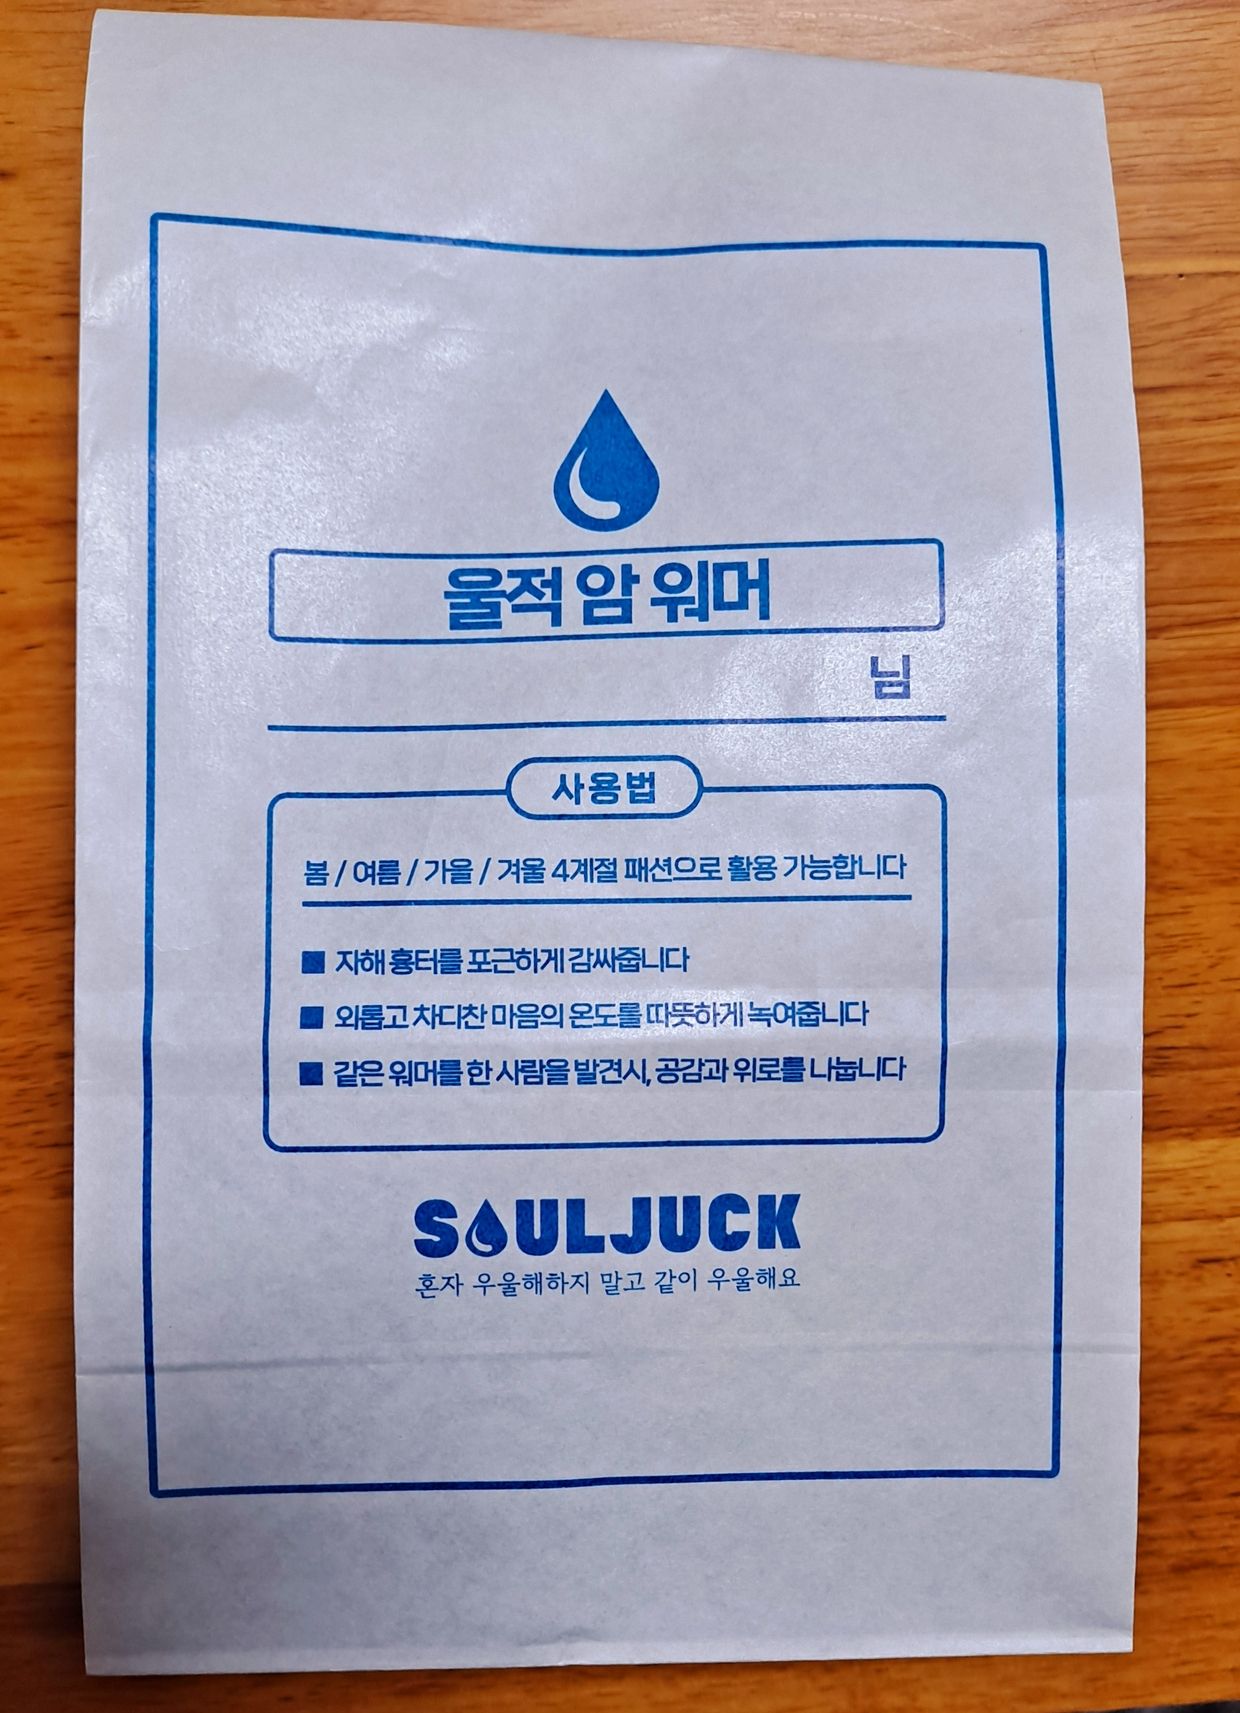 울적 암 워머
님
사용법
봄 / 여름 / 가을 / 겨울 4계절 패션으로 활용 가능합니다
■ 자해 흉터를 포근하게 감싸줍니다
■ 외롭고 차디찬 마음의 온도를 따뜻하게 녹여줍니다
■ 같은 워머를 한 사람을 발견시, 공감과 위로를 나눕니다
SOULJUCK
혼자 우울해하지 말고 같이 우울해요